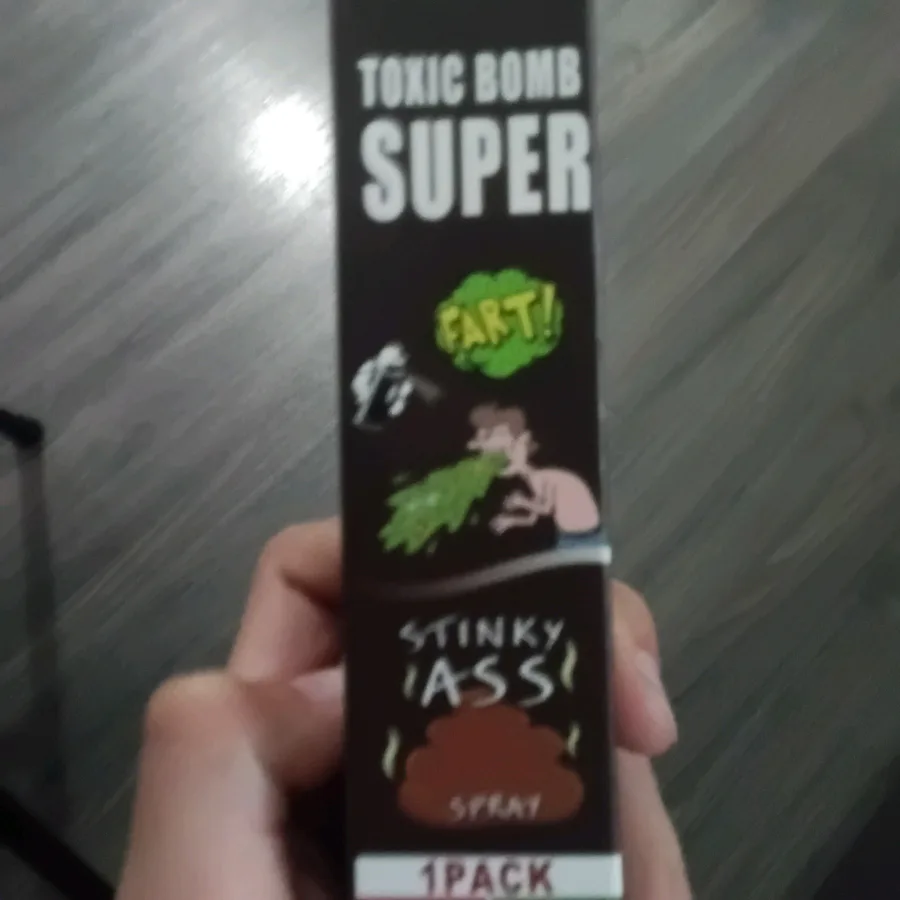 TOXIC BOMB
SUPER
FART!
STINKY
ASS
SPRAY
1PACK